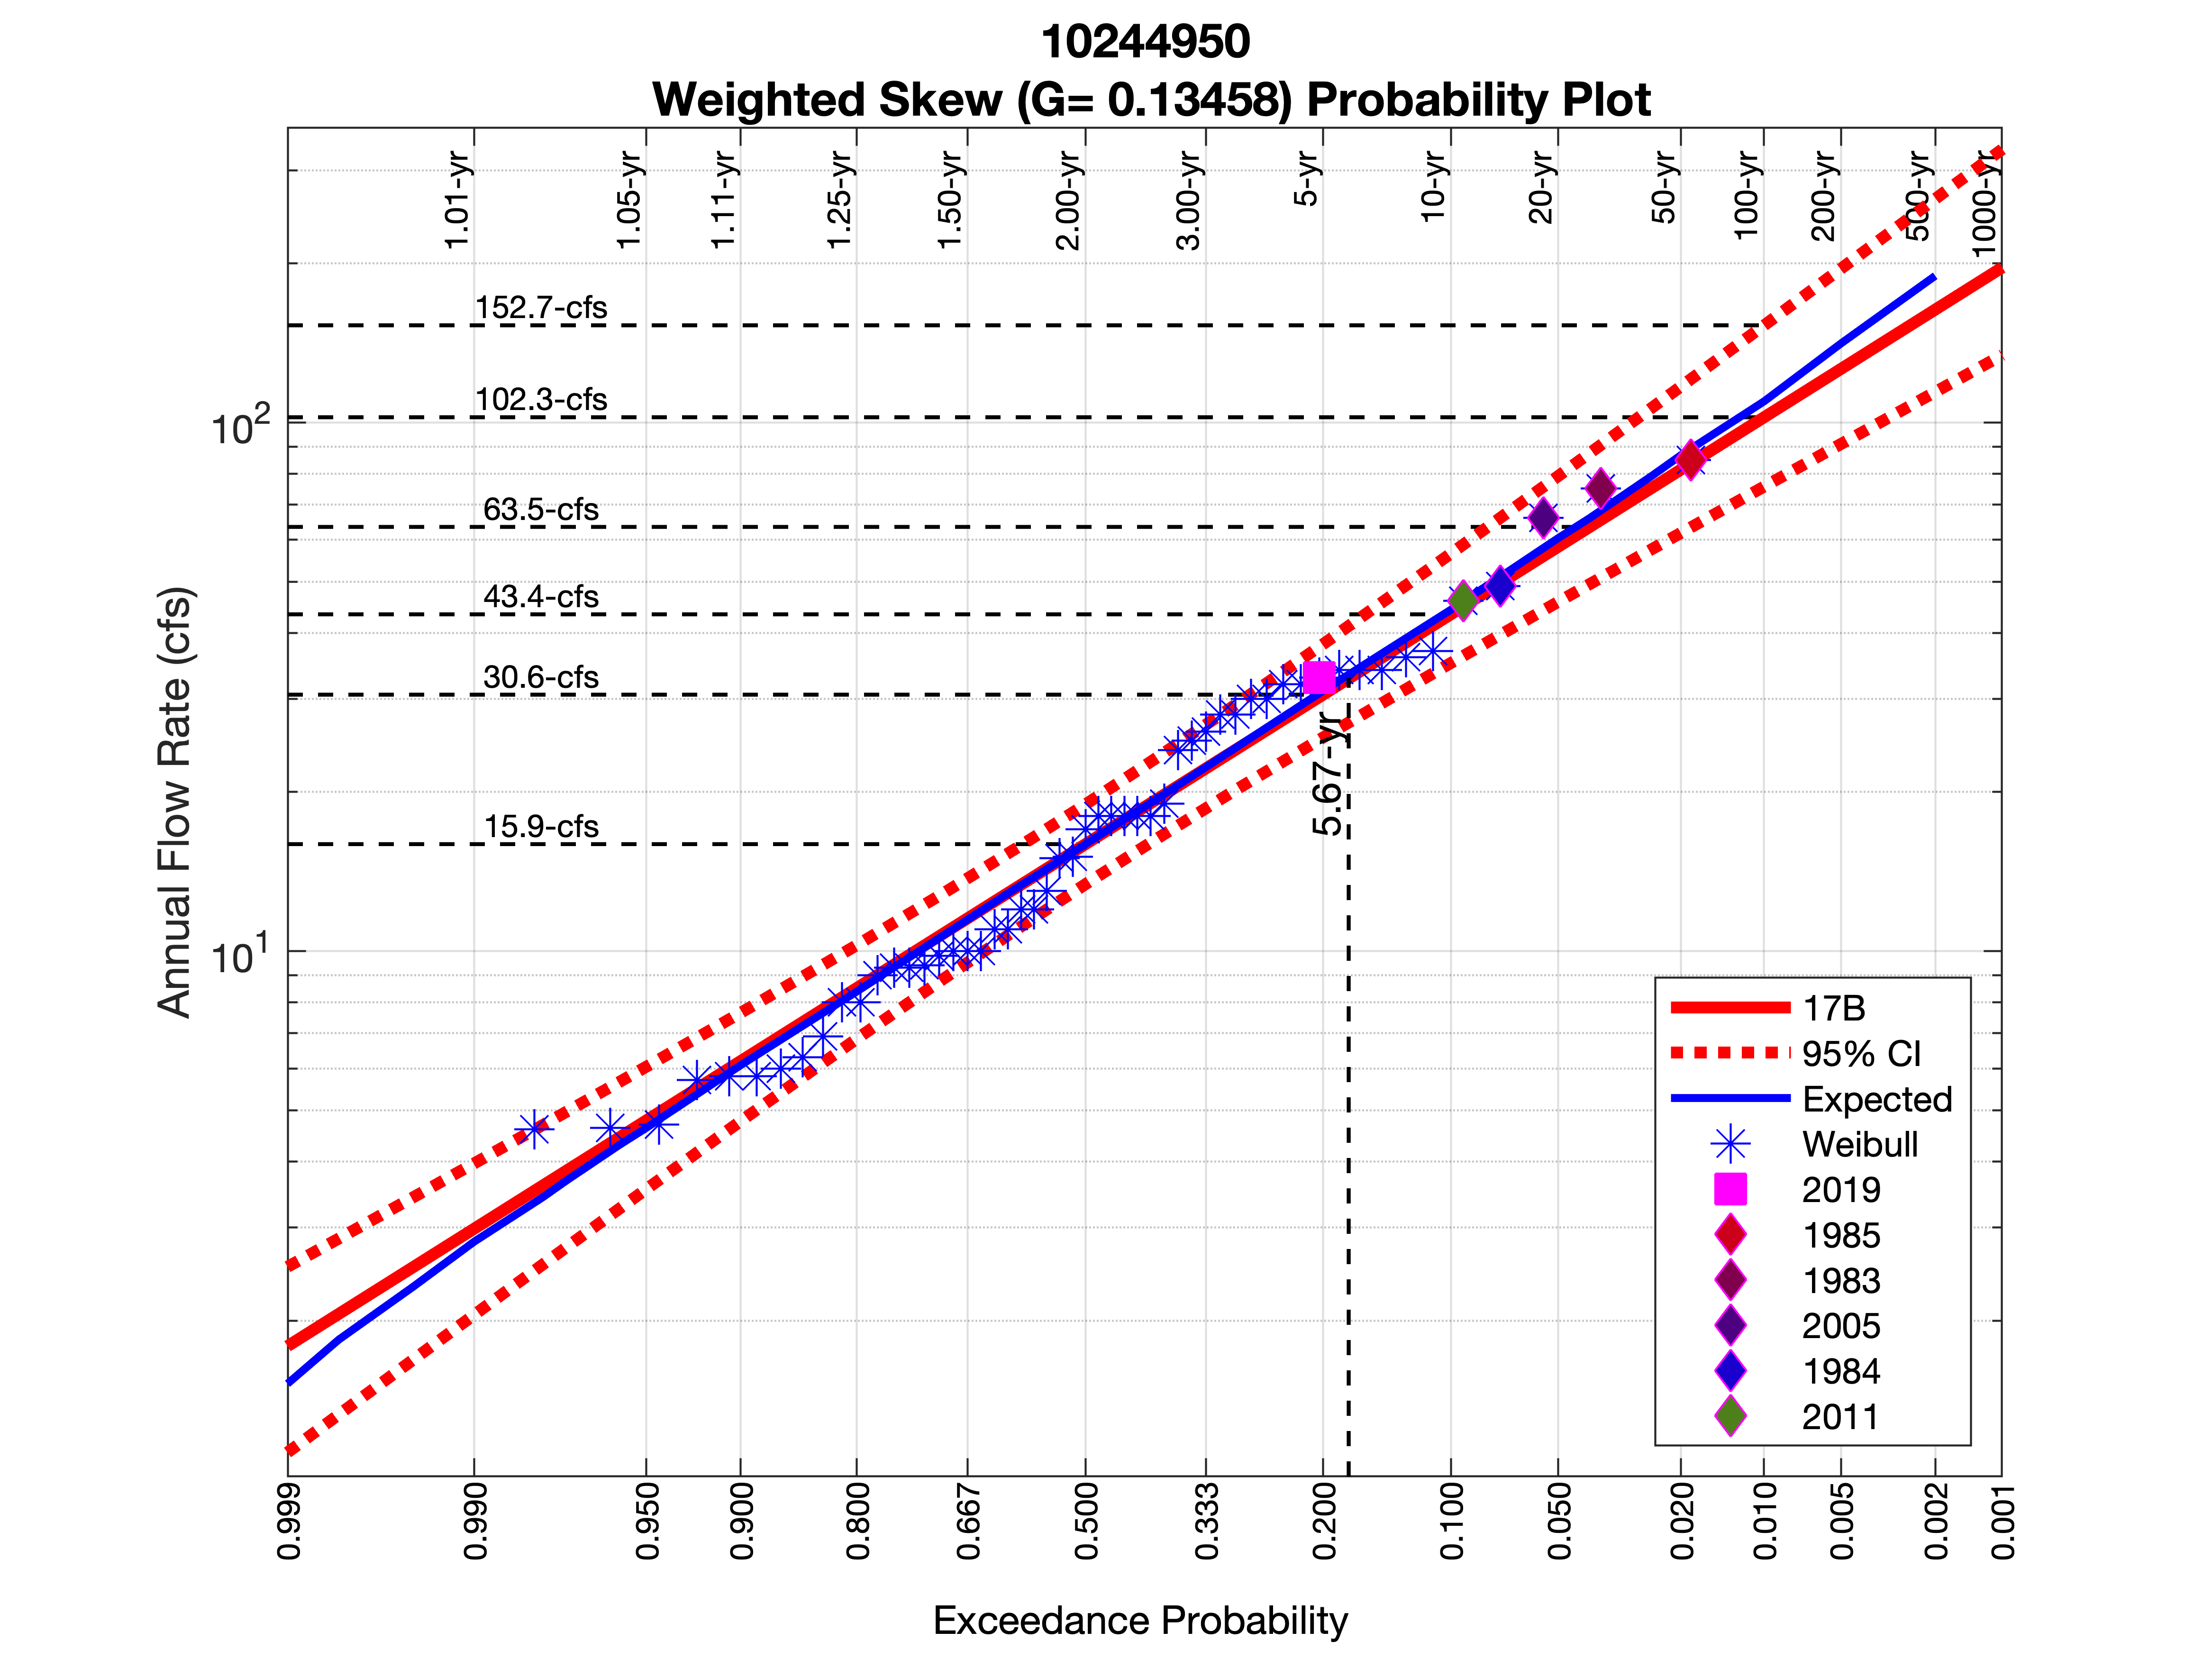 10244950
Weighted Skew (G= 0.13458) Probability Plot
1.01-yr
1.05-yr
1.11-yr
1.25-yr
1.50-yr
2.00-yr
3.00-yr
5-yr
10-yr
20-yr
50-yr
100-yr
200-yr
500-yr
1000-yr
152.7-cfs
102.3-cfs
63.5-cfs
43.4-cfs
30.6-cfs
15.9-cfs
5.67-yr
10²
10¹
Annual Flow Rate (cfs)
17B
95% CI
Expected
Weibull
2019
1985
1983
2005
1984
2011
0.999
0.990
0.950
0.900
0.800
0.667
0.500
0.333
0.200
0.100
0.050
0.020
0.010
0.005
0.002
0.001
Exceedance Probability